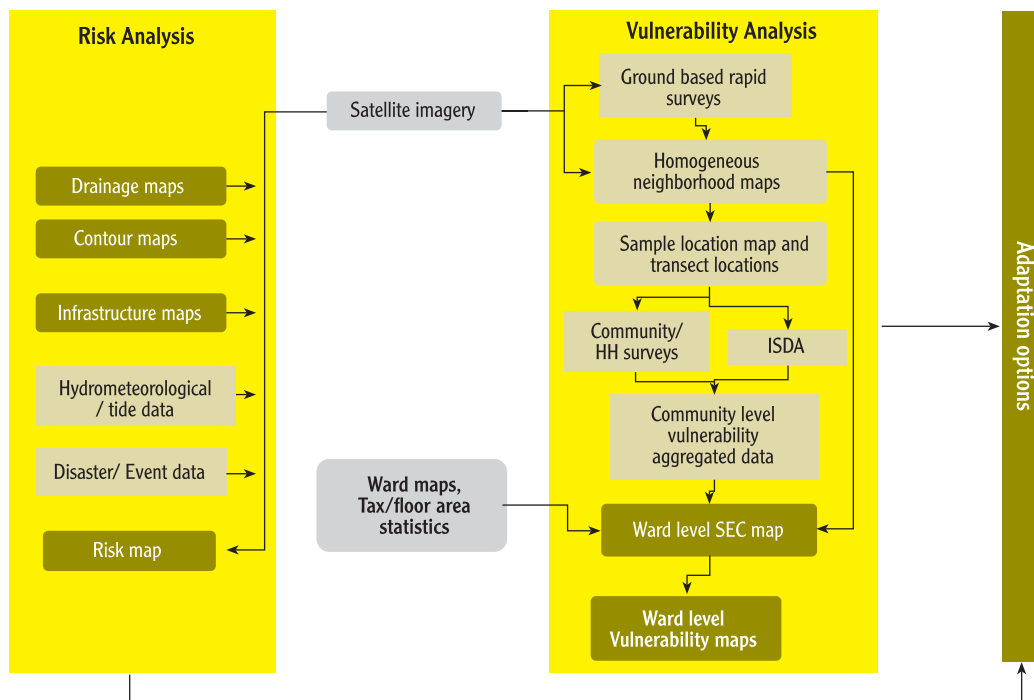 Risk Analysis
Drainage maps
Contour maps
Infrastructure maps
Hydrometeorological
/ tide data
Disaster/ Event data
Risk map
Satellite imagery
Ward maps,
Tax/floor area
statistics
Vulnerability Analysis
Ground based rapid
surveys
Homogeneous
neighborhood maps
Sample location map and
transect locations
Community/
HH surveys
ISDA
Community level
vulnerability
aggregated data
Ward level SEC map
Ward level
Vulnerability maps
Adaptation options